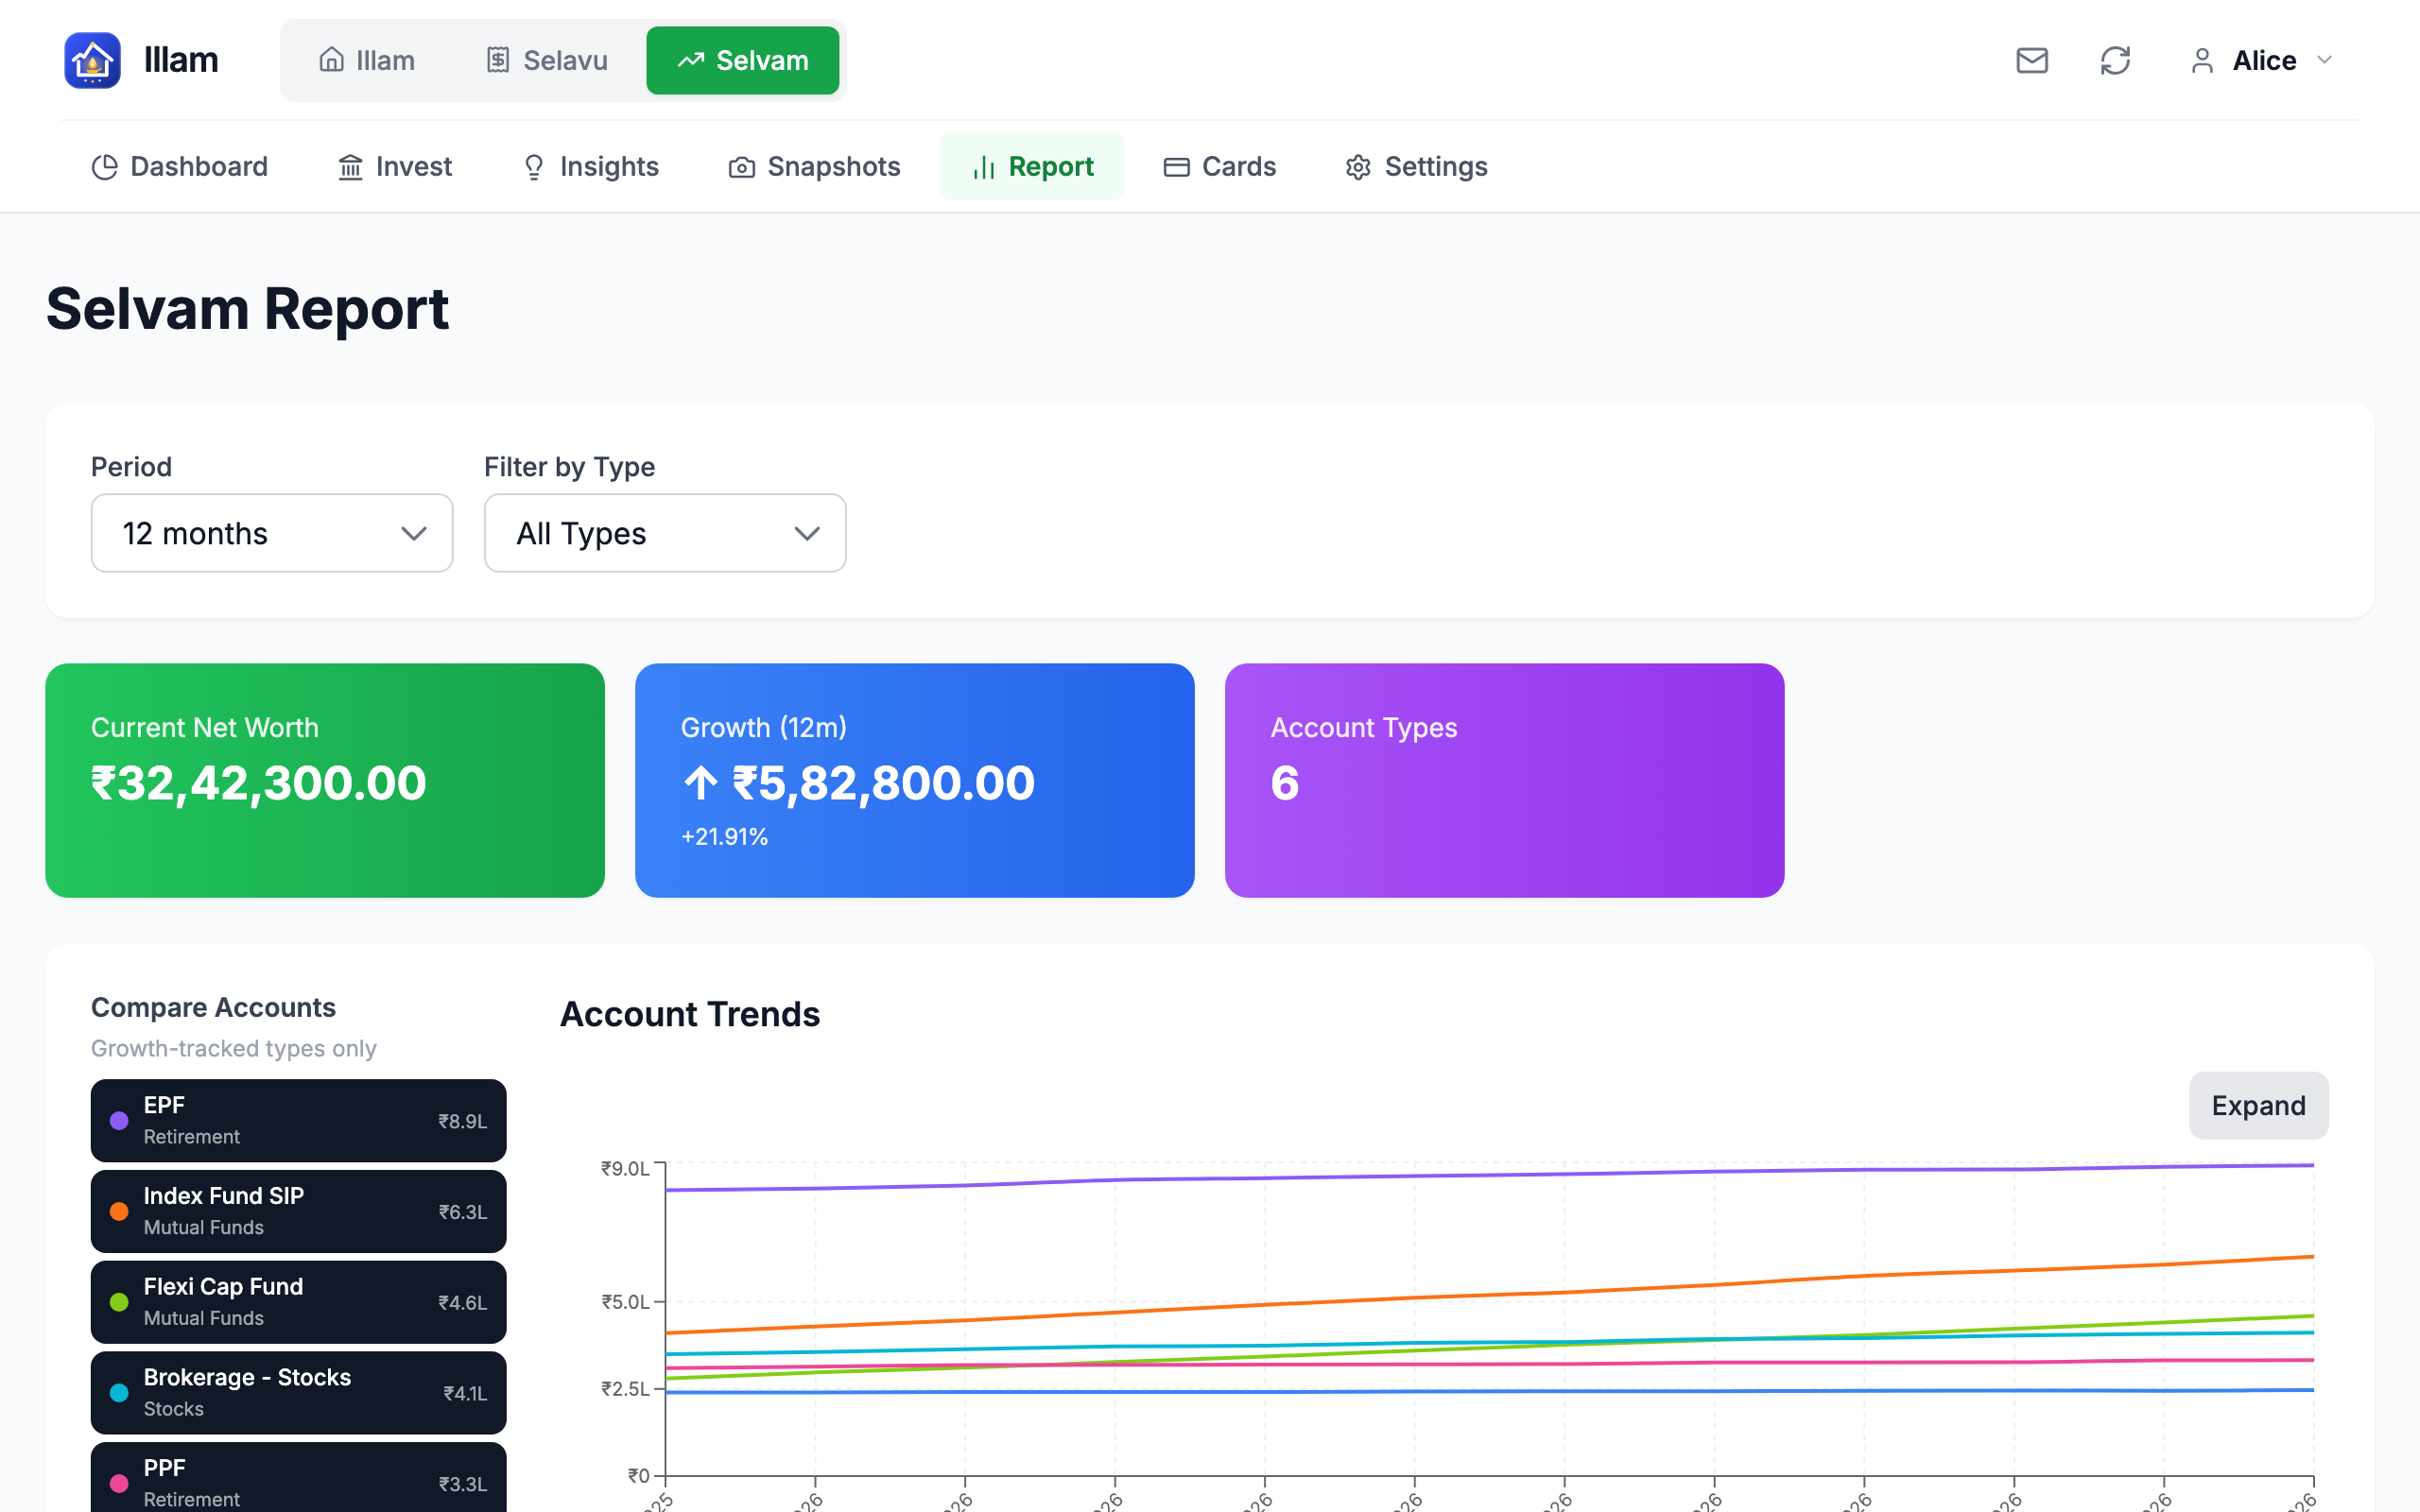 Illam
Illam
Selavu
Selvam
Alice
Dashboard
Invest
Insights
Snapshots
Report
Cards
Settings
Selvam Report
Period
Filter by Type
12 months
All Types
Current Net Worth
₹32,42,300.00
Growth (12m)
↑ ₹5,82,800.00
+21.91%
Account Types
6
Compare Accounts
Growth-tracked types only
EPF
Retirement
₹8.9L
Index Fund SIP
Mutual Funds
₹6.3L
Flexi Cap Fund
Mutual Funds
₹4.6L
Brokerage - Stocks
Stocks
₹4.1L
PPF
Retirement
₹3.3L
Account Trends
Expand
₹9.0L
₹5.0L
₹2.5L
₹0